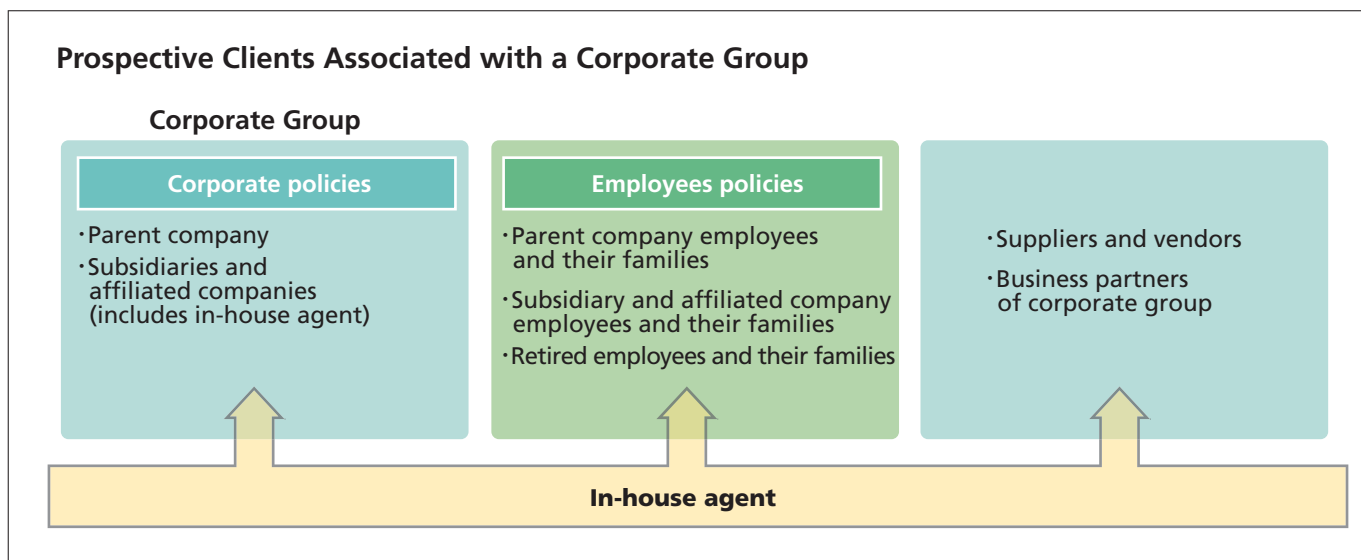 Prospective Clients Associated with a Corporate Group
Corporate Group
Corporate policies
·Parent company
·Subsidiaries and
affiliated companies
(includes in-house agent)
Employees policies
·Parent company employees
and their families
·Subsidiary and affiliated company
employees and their families
·Retired employees and their families
·Suppliers and vendors
·Business partners
of corporate group
In-house agent